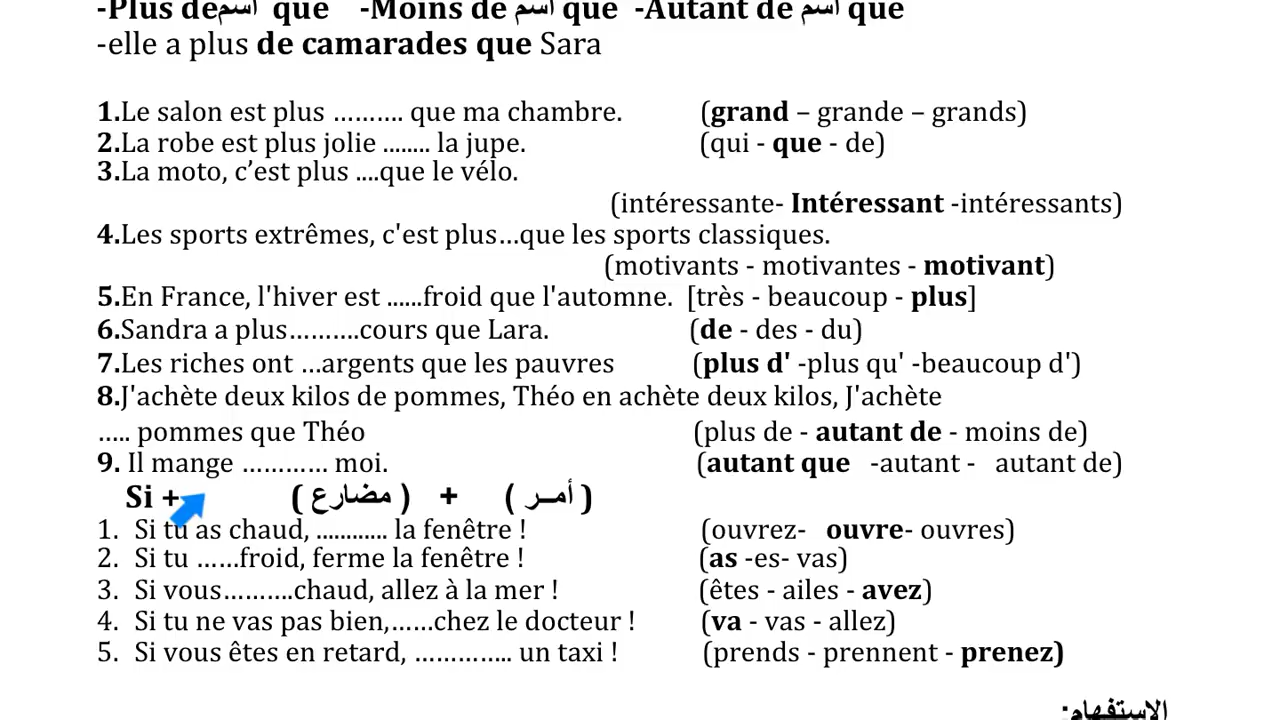 -Plus deاسم que -Moins de اسم que -Autant de اسم que
-elle a plus de camarades que Sara
1.Le salon est plus ………. que ma chambre. (grand – grande – grands)
2.La robe est plus jolie ........ la jupe. (qui - que - de)
3.La moto, c’est plus ....que le vélo.
(intéressante- Intéressant -intéressants)
4.Les sports extrêmes, c'est plus…que les sports classiques.
(motivants - motivantes - motivant)
5.En France, l'hiver est ......froid que l'automne. [très - beaucoup - plus]
6.Sandra a plus……….cours que Lara. (de - des - du)
7.Les riches ont …argents que les pauvres (plus d' -plus qu' -beaucoup d')
8.J'achète deux kilos de pommes, Théo en achète deux kilos, J'achète
….. pommes que Théo (plus de - autant de - moins de)
9. Il mange ………… moi. (autant que -autant - autant de)
Si + ( مضارع ) + ( أمـر )
1. Si tu as chaud, ............ la fenêtre ! (ouvrez- ouvre- ouvres)
2. Si tu ……froid, ferme la fenêtre ! (as -es- vas)
3. Si vous……….chaud, allez à la mer ! (êtes - ailes - avez)
4. Si tu ne vas pas bien,……chez le docteur ! (va - vas - allez)
5. Si vous êtes en retard, ………….. un taxi ! (prends - prennent - prenez)
الاستفهام: